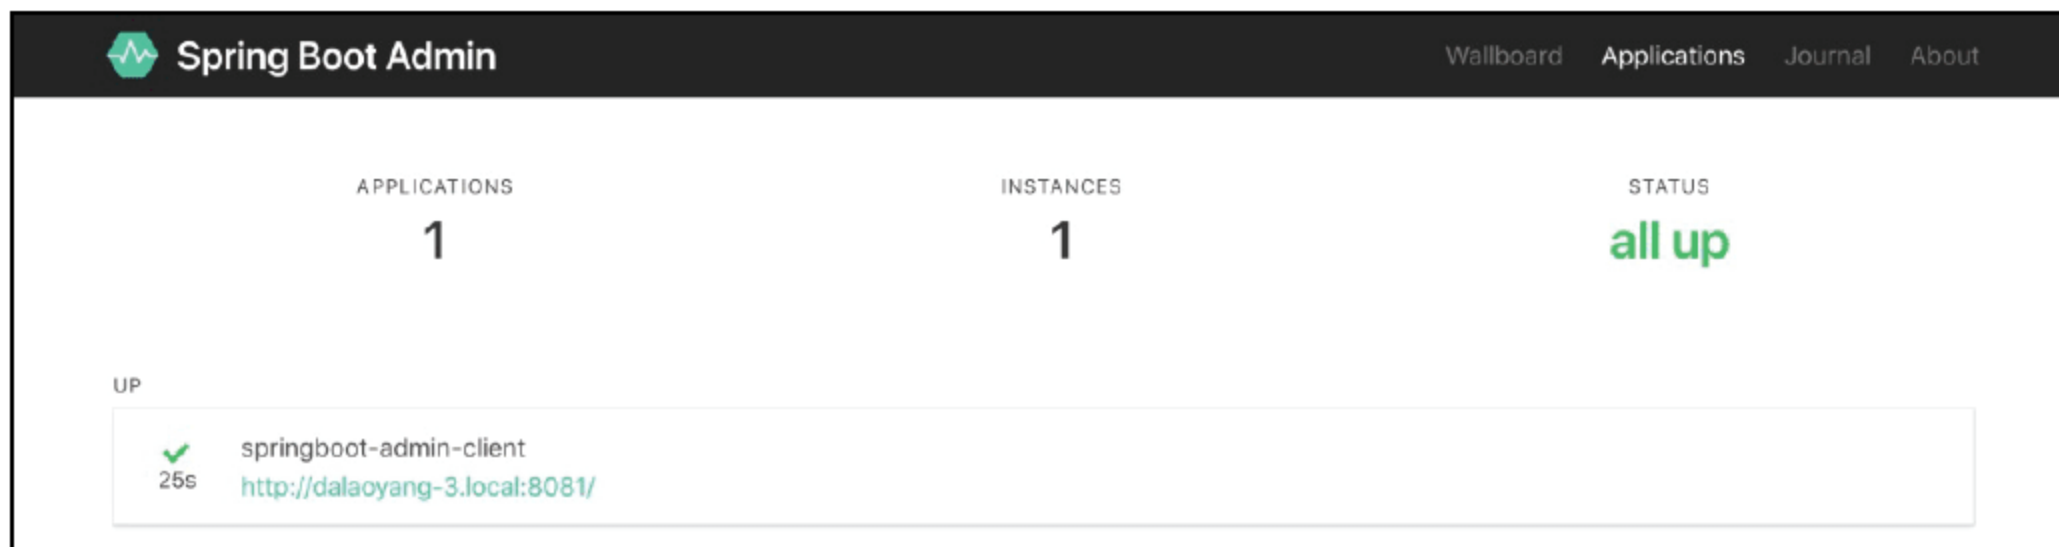 Spring Boot Admin Wallboard Applications Journal About
APPLICATIONS INSTANCES STATUS
1 1 all up
UP
springboot-admin-client
25s http://dalaoyang-3.local:8081/